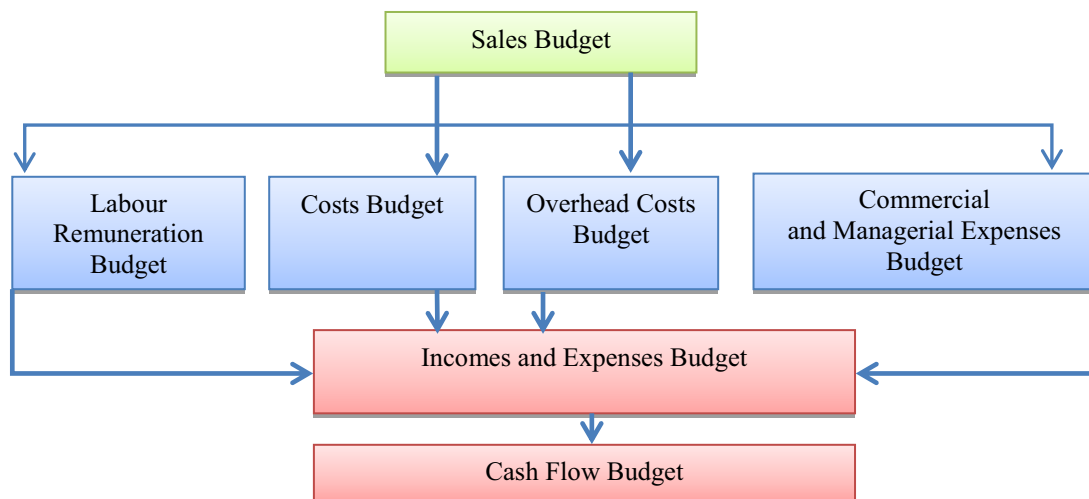 Sales Budget
Labour
Remuneration
Budget
Costs Budget
Overhead Costs
Budget
Commercial
and Managerial Expenses
Budget
Incomes and Expenses Budget
Cash Flow Budget